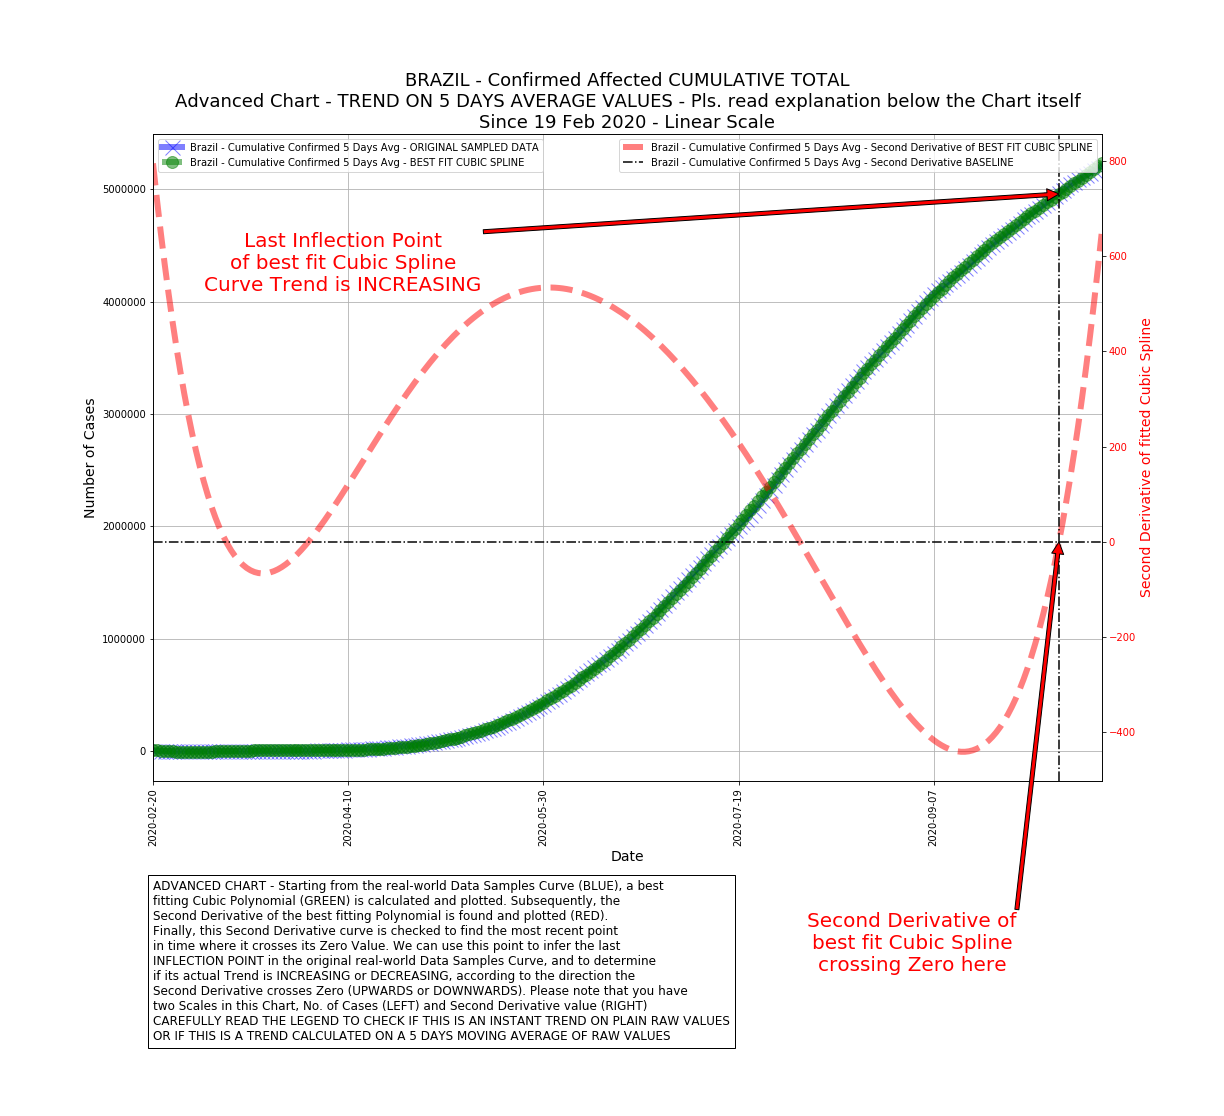 BRAZIL - Confirmed Affected CUMULATIVE TOTAL
Advanced Chart - TREND ON 5 DAYS AVERAGE VALUES - Pls. read explanation below the Chart itself
Since 19 Feb 2020 - Linear Scale
Brazil - Cumulative Confirmed 5 Days Avg - ORIGINAL SAMPLED DATA
Brazil - Cumulative Confirmed 5 Days Avg - BEST FIT CUBIC SPLINE
Brazil - Cumulative Confirmed 5 Days Avg - Second Derivative of BEST FIT CUBIC SPLINE
Brazil - Cumulative Confirmed 5 Days Avg - Second Derivative BASELINE
Last Inflection Point
of best fit Cubic Spline
Curve Trend is INCREASING
Number of Cases
5000000
4000000
3000000
2000000
1000000
0
800
600
400
200
0
−200
−400
Second Derivative of fitted Cubic Spline
2020-02-20
2020-04-10
2020-05-30
2020-07-19
2020-09-07
Date
ADVANCED CHART - Starting from the real-world Data Samples Curve (BLUE), a best
fitting Cubic Polynomial (GREEN) is calculated and plotted. Subsequently, the
Second Derivative of the best fitting Polynomial is found and plotted (RED).
Finally, this Second Derivative curve is checked to find the most recent point
in time where it crosses its Zero Value. We can use this point to infer the last
INFLECTION POINT in the original real-world Data Samples Curve, and to determine
if its actual Trend is INCREASING or DECREASING, according to the direction the
Second Derivative crosses Zero (UPWARDS or DOWNWARDS). Please note that you have
two Scales in this Chart, No. of Cases (LEFT) and Second Derivative value (RIGHT)
CAREFULLY READ THE LEGEND TO CHECK IF THIS IS AN INSTANT TREND ON PLAIN RAW VALUES
OR IF THIS IS A TREND CALCULATED ON A 5 DAYS MOVING AVERAGE OF RAW VALUES
Second Derivative of
best fit Cubic Spline
crossing Zero here